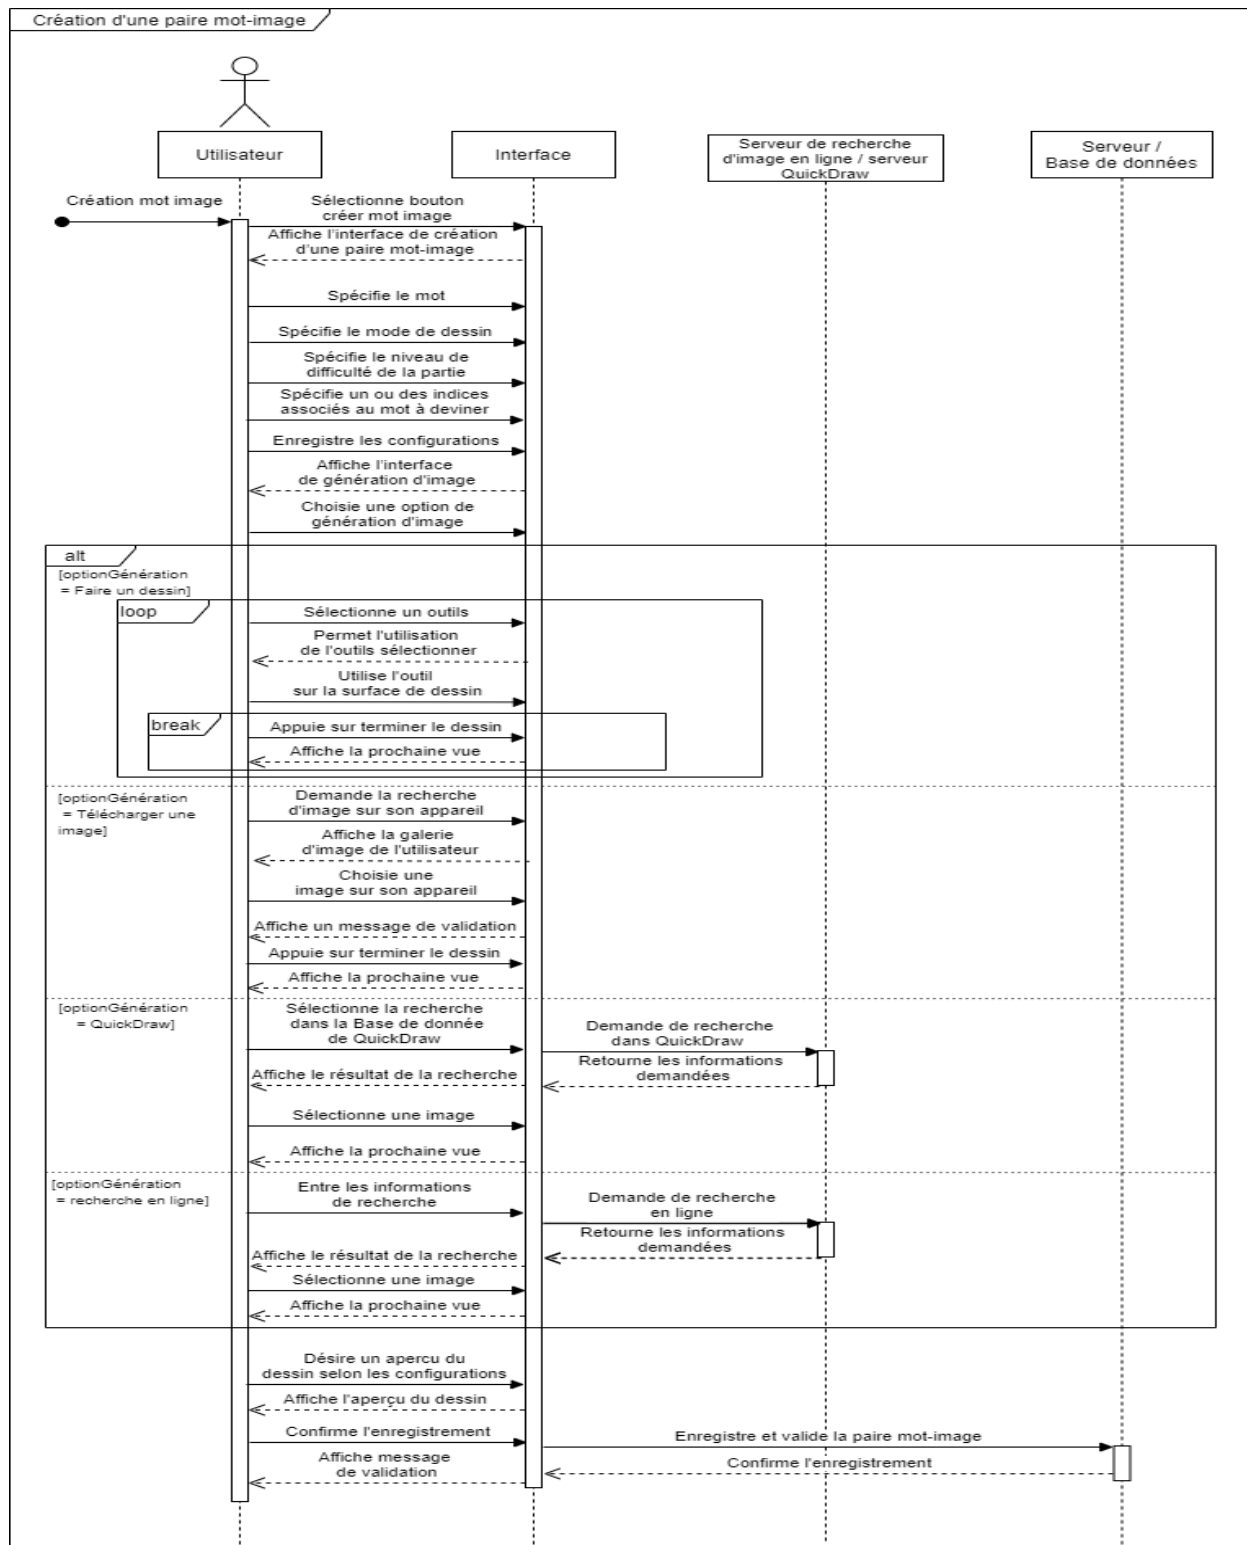 Création d'une paire mot-image
Utilisateur
Interface
Serveur de recherche
d'image en ligne / serveur
QuickDraw
Serveur /
Base de données
Création mot image
Sélectionne bouton
créer mot image
Affiche l'interface de création
d'une paire mot-image
Spécifie le mot
Spécifie le mode de dessin
Spécifie le niveau de
difficulté de la partie
Spécifie un ou des indices
associés au mot à deviner
Enregistre les configurations
Affiche l'interface
de génération d'image
Choisie une option de
génération d'image
alt
[optionGénération
= Faire un dessin]
loop
Sélectionne un outils
Permet l'utilisation
de l'outils sélectionner
Utilise l'outil
sur la surface de dessin
break
Appuie sur terminer le dessin
Affiche la prochaine vue
[optionGénération
= Télécharger une
image]
Demande la recherche
d'image sur son appareil
Affiche la galerie
d'image de l'utilisateur
Choisie une
image sur son appareil
Affiche un message de validation
Appuie sur terminer le dessin
Affiche la prochaine vue
[optionGénération
= QuickDraw]
Sélectionne la recherche
dans la Base de donnée
de QuickDraw
Demande de recherche
dans QuickDraw
Retourne les informations
demandées
Affiche le résultat de la recherche
Sélectionne une image
Affiche la prochaine vue
[optionGénération
= recherche en ligne]
Entre les informations
de recherche
Demande de recherche
en ligne
Retourne les informations
demandées
Affiche le résultat de la recherche
Sélectionne une image
Affiche la prochaine vue
Désire un apercu du
dessin selon les configurations
Affiche l'aperçu du dessin
Confirme l'enregistrement
Enregistre et valide la paire mot-image
Affiche message
de validation
Confirme l'enregistrement